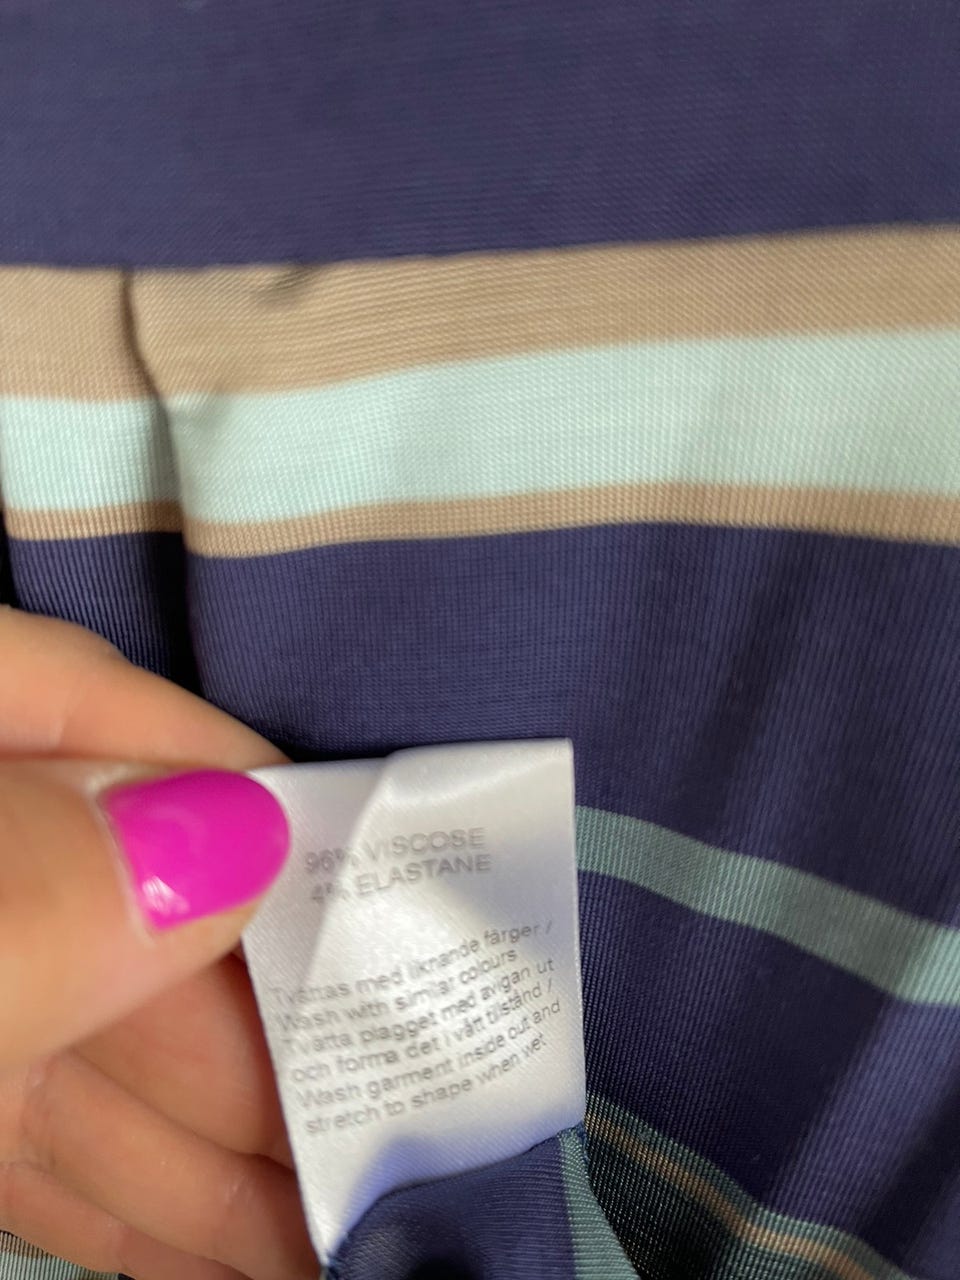 96% VISCOSE
4% ELASTANE
Tvättas med liknande färger /
Wash with similar colours
Tvätta plagget med avigan ut
och forma det i vått tillstånd /
Wash garment inside out and
stretch to shape when wet